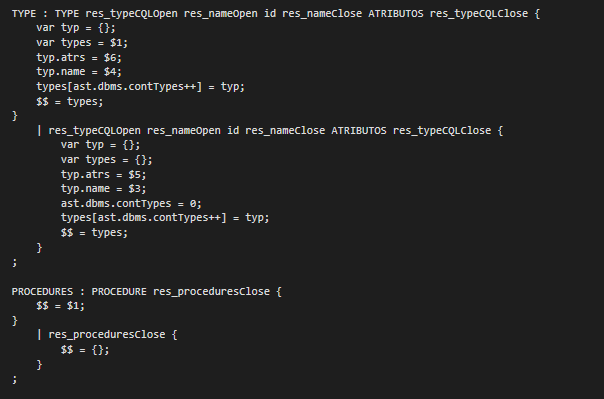 TYPE : TYPE res_typeCQLOpen res_nameOpen id res_nameClose ATRIBUTOS res_typeCQLClose {
    var typ = {};
    var types = $1;
    typ.atrs = $6;
    typ.name = $4;
    types[ast.dbms.contTypes++] = typ;
    $$ = types;
}
    | res_typeCQLOpen res_nameOpen id res_nameClose ATRIBUTOS res_typeCQLClose {
        var typ = {};
        var types = {};
        typ.atrs = $5;
        typ.name = $3;
        ast.dbms.contTypes = 0;
        types[ast.dbms.contTypes++] = typ;
        $$ = types;
    }
;

PROCEDURES : PROCEDURE res_proceduresClose {
    $$ = $1;
}
    | res_proceduresClose {
        $$ = {};
    }
;